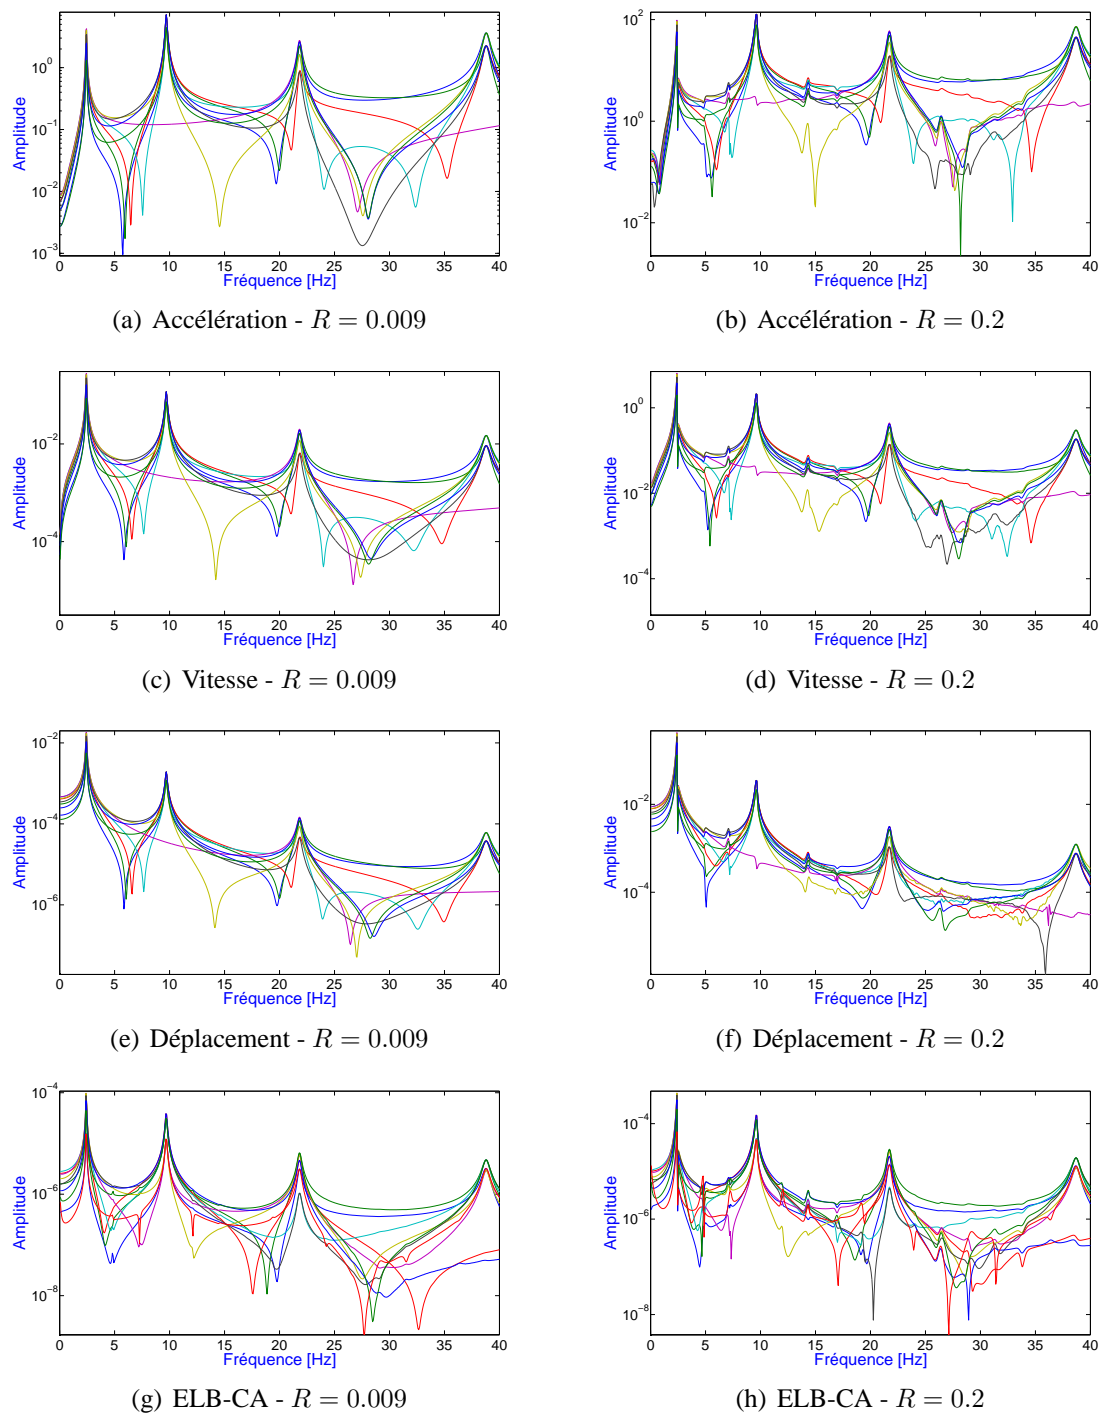 Amplitude
10^0
10^−1
10^−2
10^−3
0 5 10 15 20 25 30 35 40
Fréquence [Hz]
(a) Accélération - R = 0.009
Amplitude
10^2
10^0
10^−2
0 5 10 15 20 25 30 35 40
Fréquence [Hz]
(b) Accélération - R = 0.2
Amplitude
10^−2
10^−4
0 5 10 15 20 25 30 35 40
Fréquence [Hz]
(c) Vitesse - R = 0.009
Amplitude
10^0
10^−2
10^−4
0 5 10 15 20 25 30 35 40
Fréquence [Hz]
(d) Vitesse - R = 0.2
Amplitude
10^−2
10^−4
10^−6
0 5 10 15 20 25 30 35 40
Fréquence [Hz]
(e) Déplacement - R = 0.009
Amplitude
10^−2
10^−4
0 5 10 15 20 25 30 35 40
Fréquence [Hz]
(f) Déplacement - R = 0.2
Amplitude
10^−4
10^−6
10^−8
0 5 10 15 20 25 30 35 40
Fréquence [Hz]
(g) ELB-CA - R = 0.009
Amplitude
10^−4
10^−6
10^−8
0 5 10 15 20 25 30 35 40
Fréquence [Hz]
(h) ELB-CA - R = 0.2